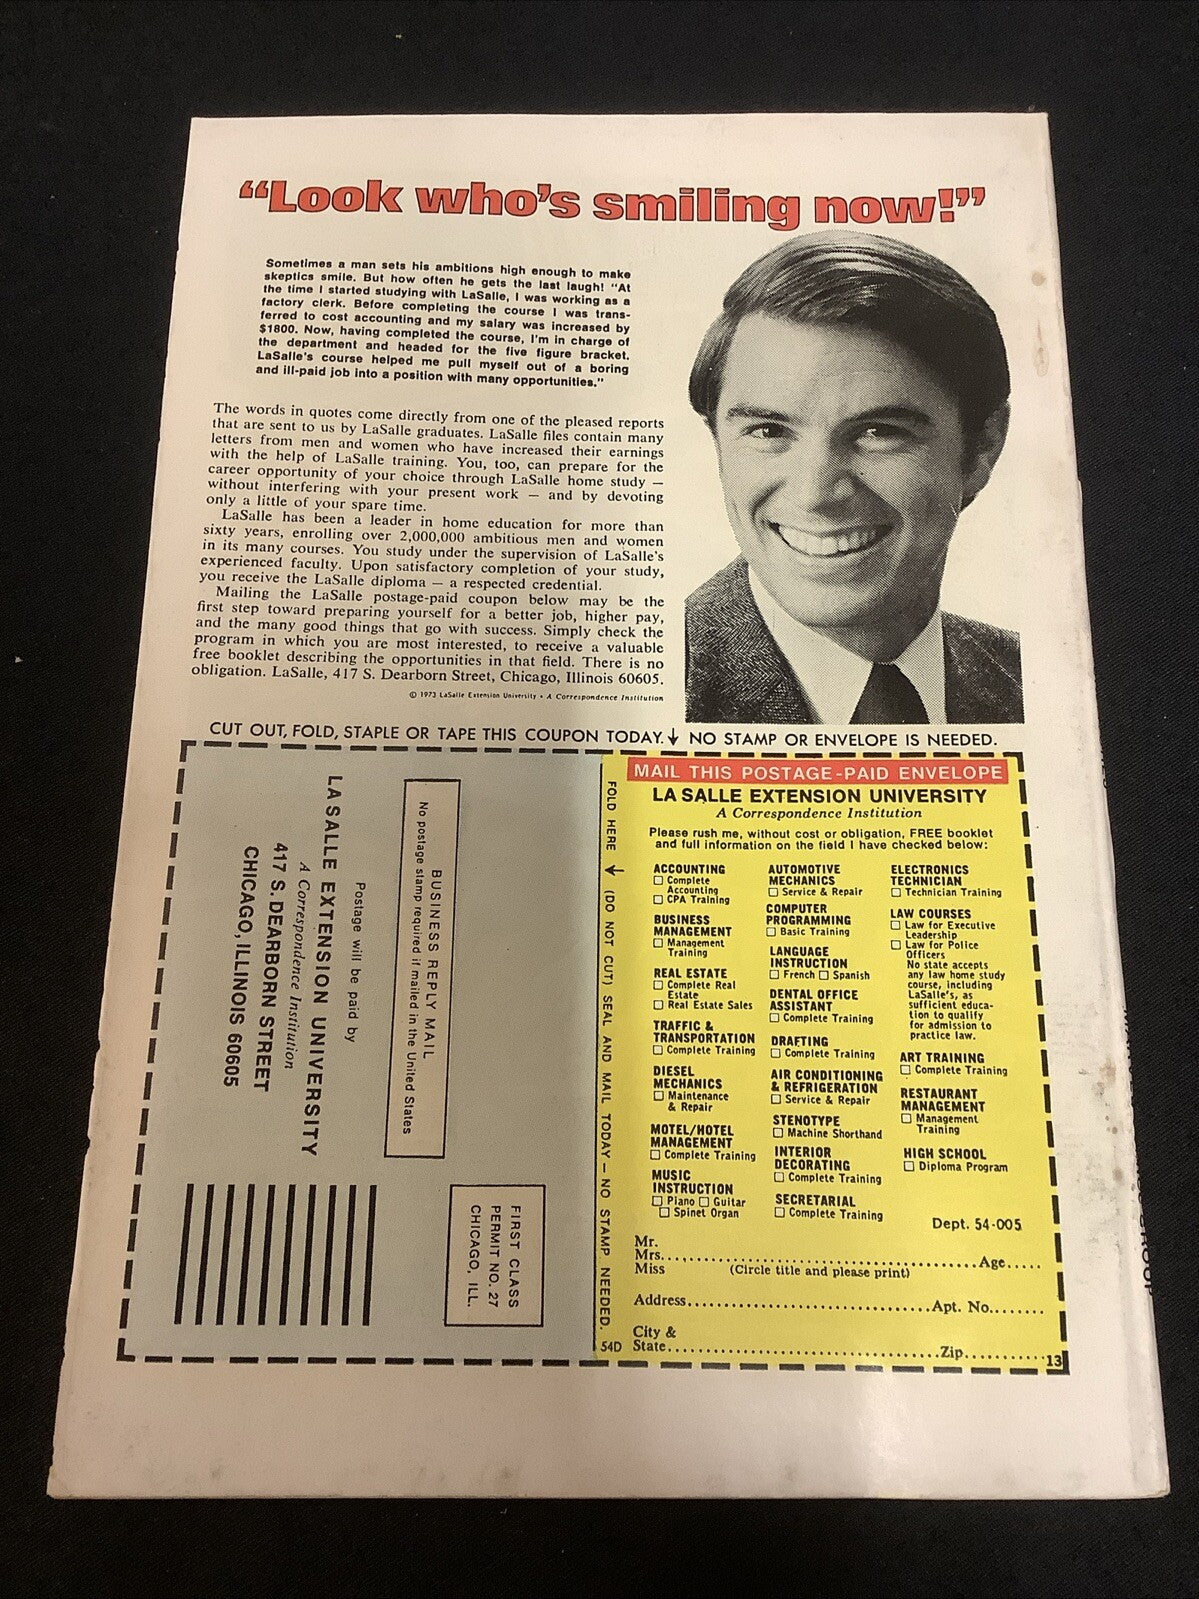 “Look who’s smiling now!”
Sometimes a man sets his ambitions high enough to make
skeptics smile. But how often he gets the last laugh! "At
the time I started studying with LaSalle, I was working as a
factory clerk. Before completing the course I was trans-
ferred to cost accounting and my salary was increased by
$1800. Now, having completed the course, I'm in charge of
the department and headed for the five figure bracket.
LaSalle's course helped me pull myself out of a boring
and ill-paid job into a position with many opportunities."
The words in quotes come directly from one of the pleased reports
that are sent to us by LaSalle graduates. LaSalle files contain many
letters from men and women who have increased their earnings
with the help of LaSalle training. You, too, can prepare for the
career opportunity of your choice through LaSalle home study —
without interfering with your present work — and by devoting
only a little of your spare time.
LaSalle has been a leader in home education for more than
sixty years, enrolling over 2,000,000 ambitious men and women
in its many courses. You study under the supervision of LaSalle's
experienced faculty. Upon satisfactory completion of your study,
you receive the LaSalle diploma — a respected credential.
Mailing the LaSalle postage-paid coupon below may be the
first step toward preparing yourself for a better job, higher pay,
and the many good things that go with success. Simply check the
program in which you are most interested, to receive a valuable
free booklet describing the opportunities in that field. There is no
obligation. LaSalle, 417 S. Dearborn Street, Chicago, Illinois 60605.
© 1973 LaSalle Extension University • A Correspondence Institution
CUT OUT, FOLD, STAPLE OR TAPE THIS COUPON TODAY. ↓ NO STAMP OR ENVELOPE IS NEEDED.
BUSINESS REPLY MAIL
No postage stamp required if mailed in the United States
Postage will be paid by
LA SALLE EXTENSION UNIVERSITY
A Correspondence Institution
417 S. DEARBORN STREET
CHICAGO, ILLINOIS 60605
FIRST CLASS
PERMIT NO. 27
CHICAGO, ILL.
FOLD HERE ↓ (DO NOT CUT) SEAL AND MAIL TODAY — NO STAMP NEEDED.
54D
MAIL THIS POSTAGE-PAID ENVELOPE
LA SALLE EXTENSION UNIVERSITY
A Correspondence Institution
Please rush me, without cost or obligation, FREE booklet
and full information on the field I have checked below:
ACCOUNTING
☐ Complete
Accounting
☐ CPA Training
BUSINESS
MANAGEMENT
☐ Management
Training
REAL ESTATE
☐ Complete Real
Estate
☐ Real Estate Sales
TRAFFIC &
TRANSPORTATION
☐ Complete Training
DIESEL
MECHANICS
☐ Maintenance
& Repair
MOTEL/HOTEL
MANAGEMENT
☐ Complete Training
MUSIC
INSTRUCTION
☐ Piano ☐ Guitar
☐ Spinet Organ
AUTOMOTIVE
MECHANICS
☐ Service & Repair
COMPUTER
PROGRAMMING
☐ Basic Training
LANGUAGE
INSTRUCTION
☐ French ☐ Spanish
DENTAL OFFICE
ASSISTANT
☐ Complete Training
DRAFTING
☐ Complete Training
AIR CONDITIONING
& REFRIGERATION
☐ Service & Repair
STENOTYPE
☐ Machine Shorthand
INTERIOR
DECORATING
☐ Complete Training
SECRETARIAL
☐ Complete Training
ELECTRONICS
TECHNICIAN
☐ Technician Training
LAW COURSES
☐ Law for Executive
Leadership
☐ Law for Police
Officers
No state accepts
any law home study
course, including
LaSalle's, as
sufficient educa-
tion to qualify
for admission to
practice law.
ART TRAINING
☐ Complete Training
RESTAURANT
MANAGEMENT
☐ Management
Training
HIGH SCHOOL
☐ Diploma Program
Dept. 54-005
Mr.
Mrs.......................................................Age.....
Miss (Circle title and please print)
Address...........................................Apt. No........
City &
State................................................Zip............
13